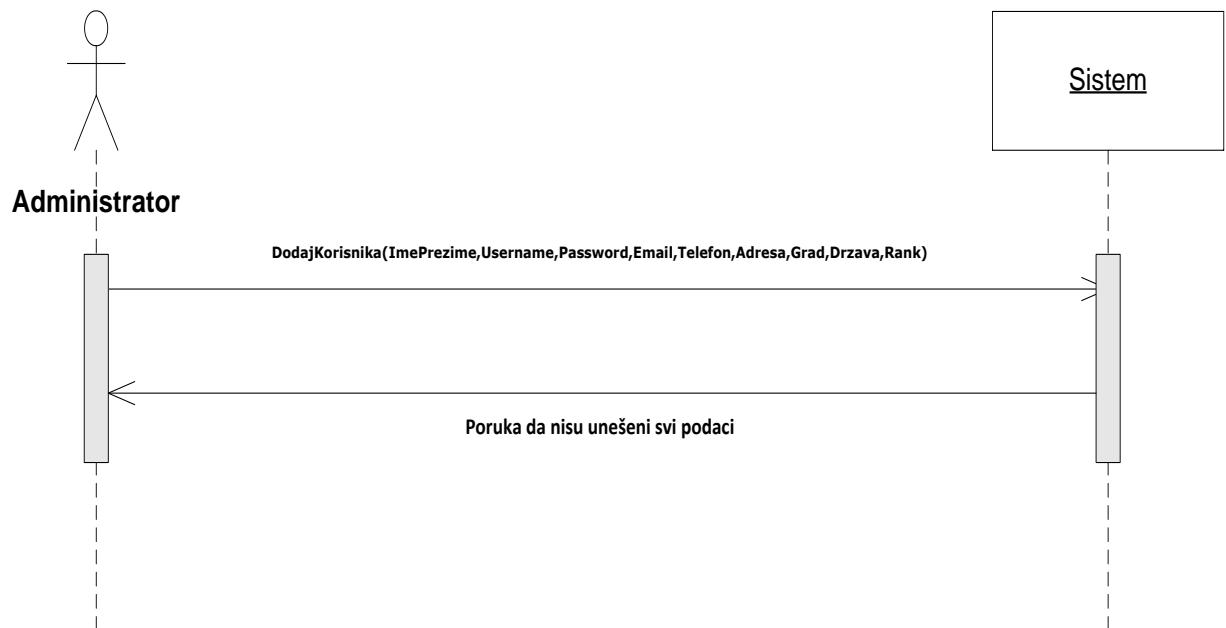 Sistem
Administrator
DodajKorisnika(ImePrezime,Username,Password,Email,Telefon,Adresa,Grad,Drzava,Rank)
Poruka da nisu unešeni svi podaci